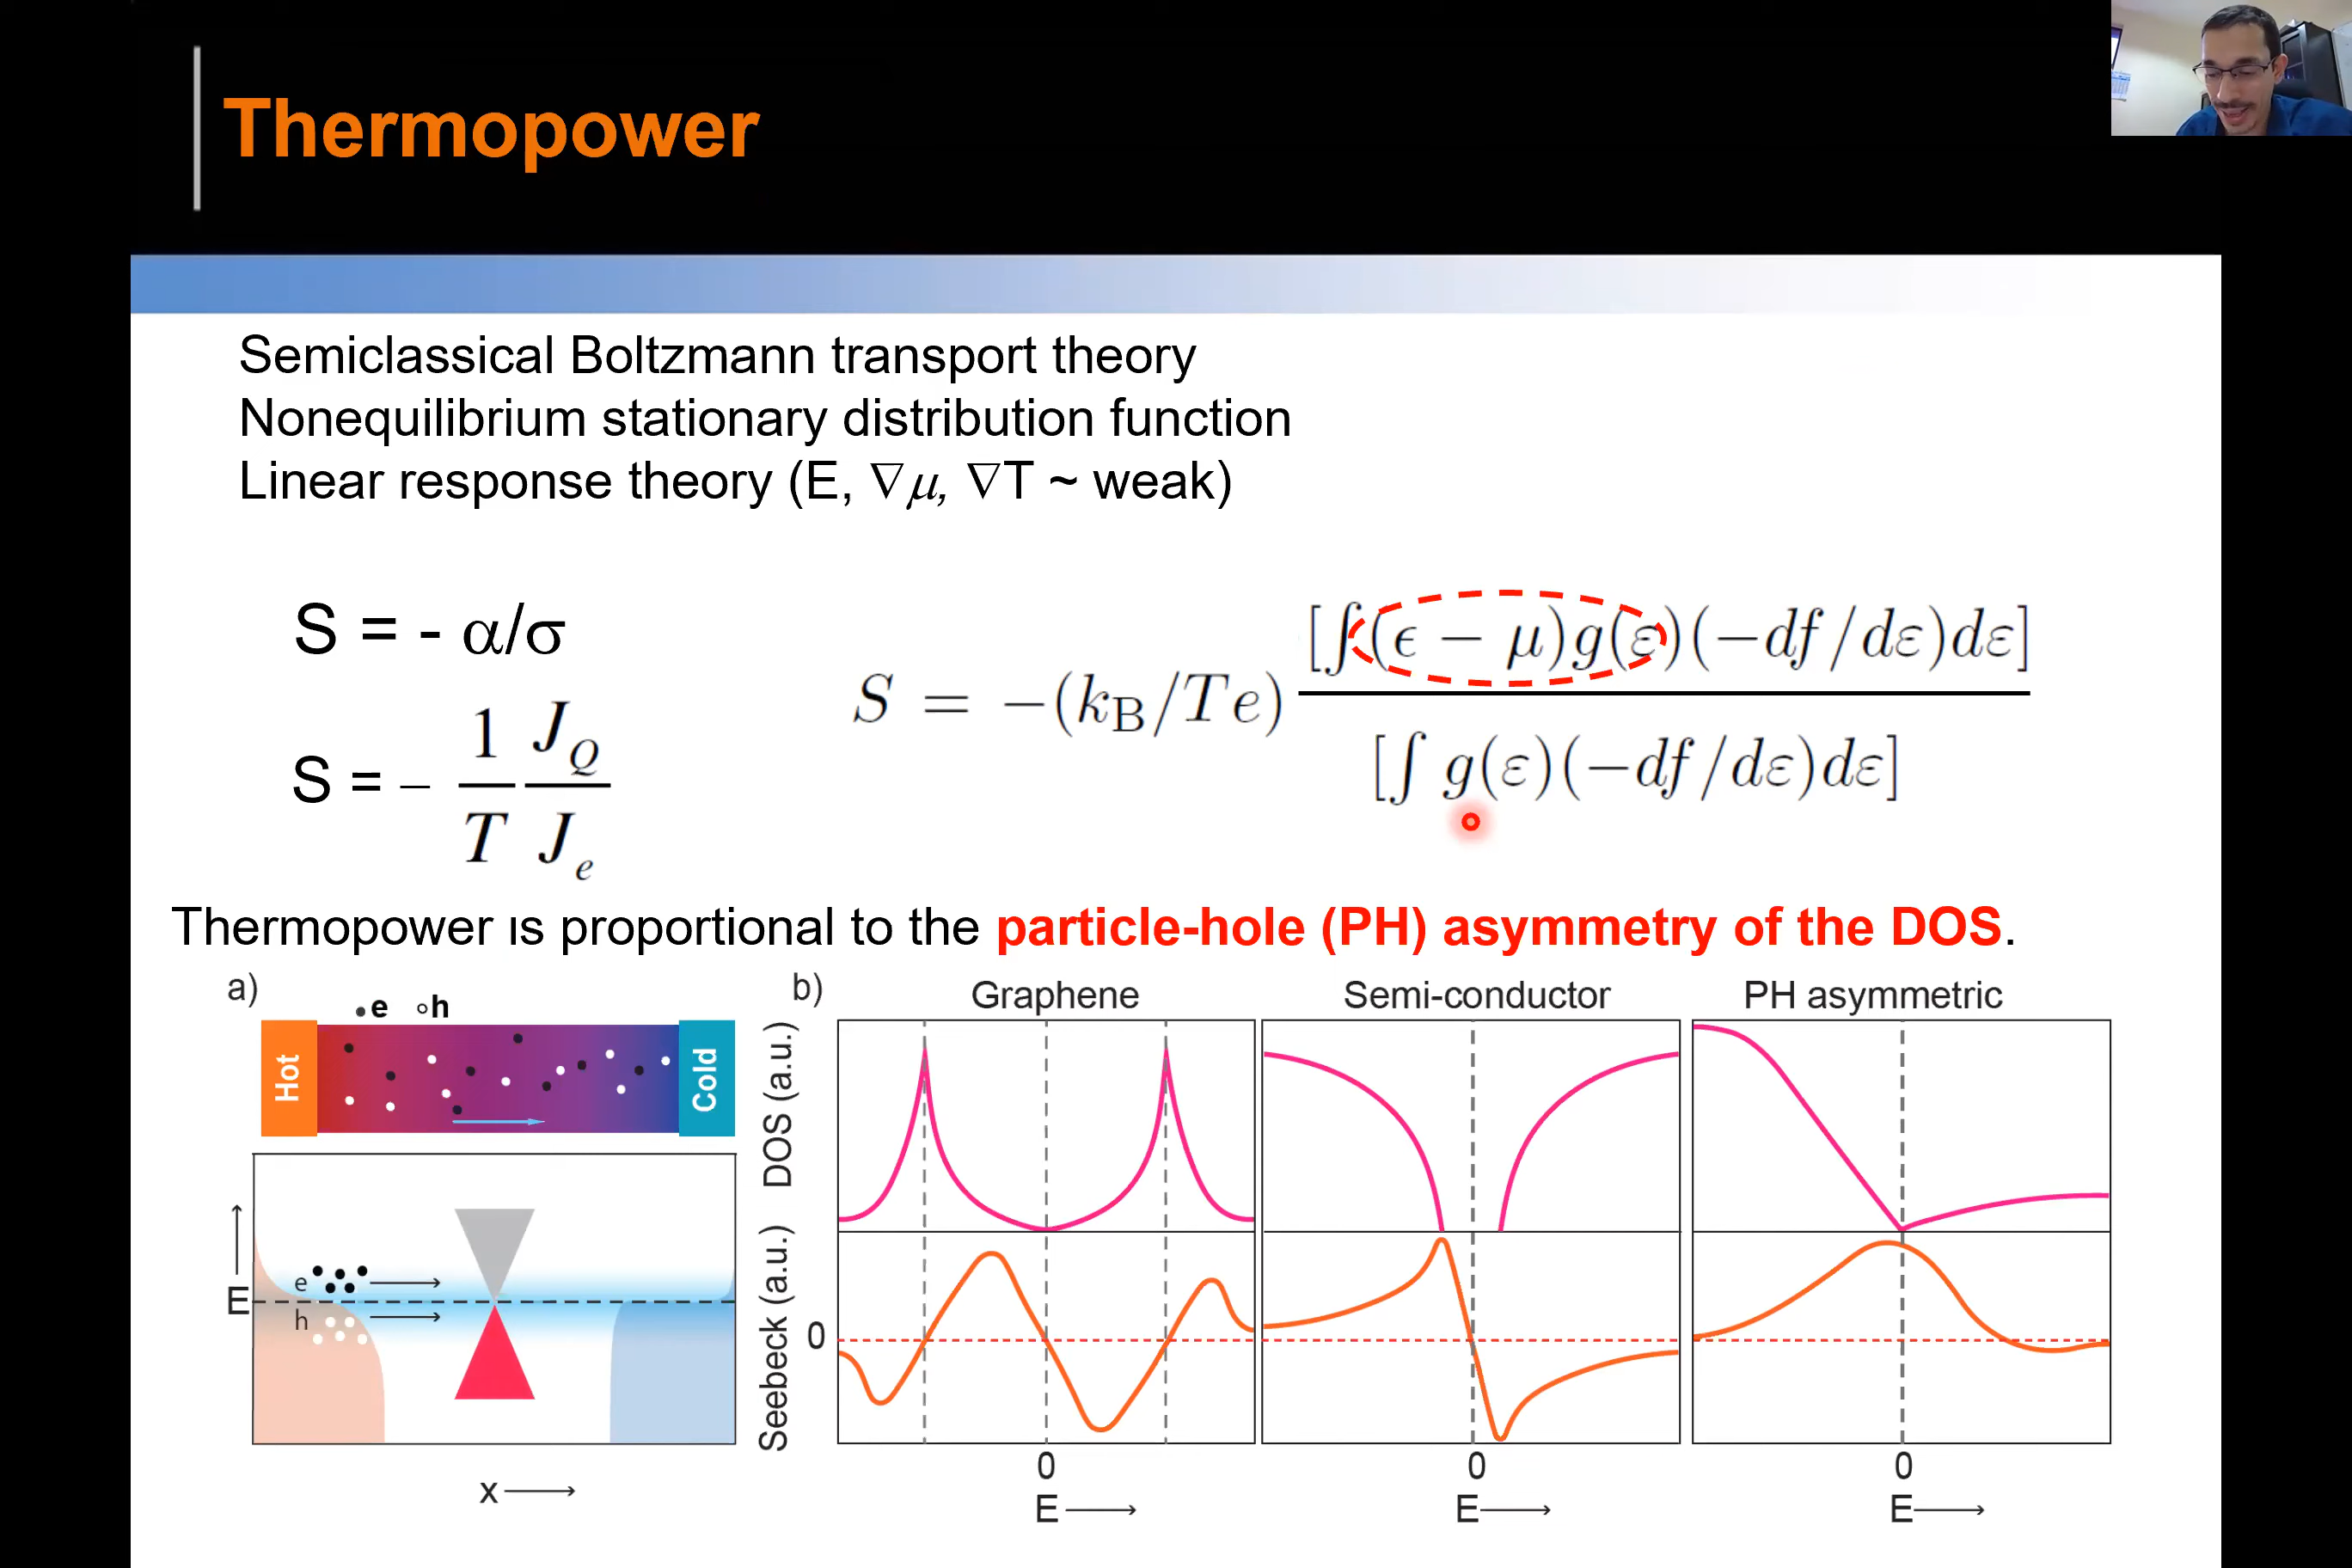 Thermopower
Semiclassical Boltzmann transport theory
Nonequilibrium stationary distribution function
Linear response theory (E, ∇μ, ∇T ~ weak)
S = - α/σ
S = – 1/T J_Q/J_e
S = −(k_B/Te) [∫(ϵ − μ)g(ε)(−df/dε)dε] / [∫ g(ε)(−df/dε)dε]
Thermopower ıs proportional to the particle-hole (PH) asymmetry of the DOS.
a)
•e ∘h
Hot
Cold
E
e
h
x
b)
Graphene
Semi-conductor
PH asymmetric
DOS (a.u.)
Seebeck (a.u.)
0
0
0
0
E
E
E